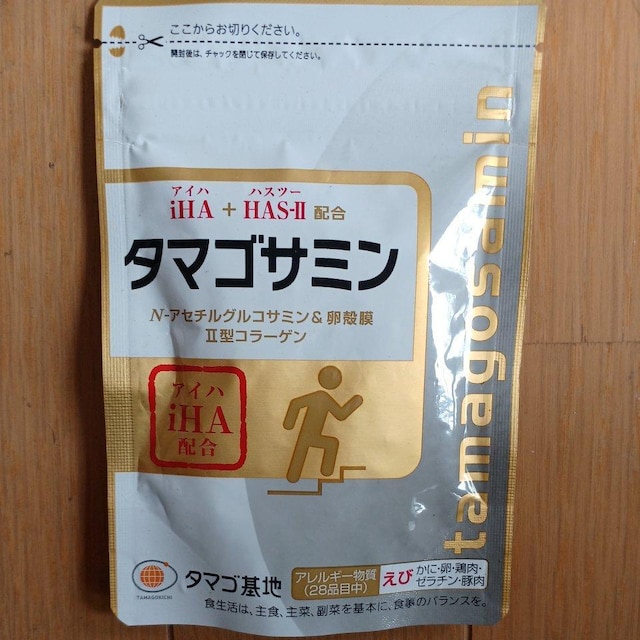 ここからお切りください。
開封後は、チャックを閉じて保存してください。
アイハ ハスツー
iHA + HAS-II 配合
タマゴサミン
N-アセチルグルコサミン&卵殻膜
II型コラーゲン
アイハ
iHA
配合
tamagosamin
TAMAGOKICHI
タマゴ基地
アレルギー物質
(28品目中)
えび
かに・卵・鶏肉・
ゼラチン・豚肉
食生活は、主食、主菜、副菜を基本に、食事のバランスを。